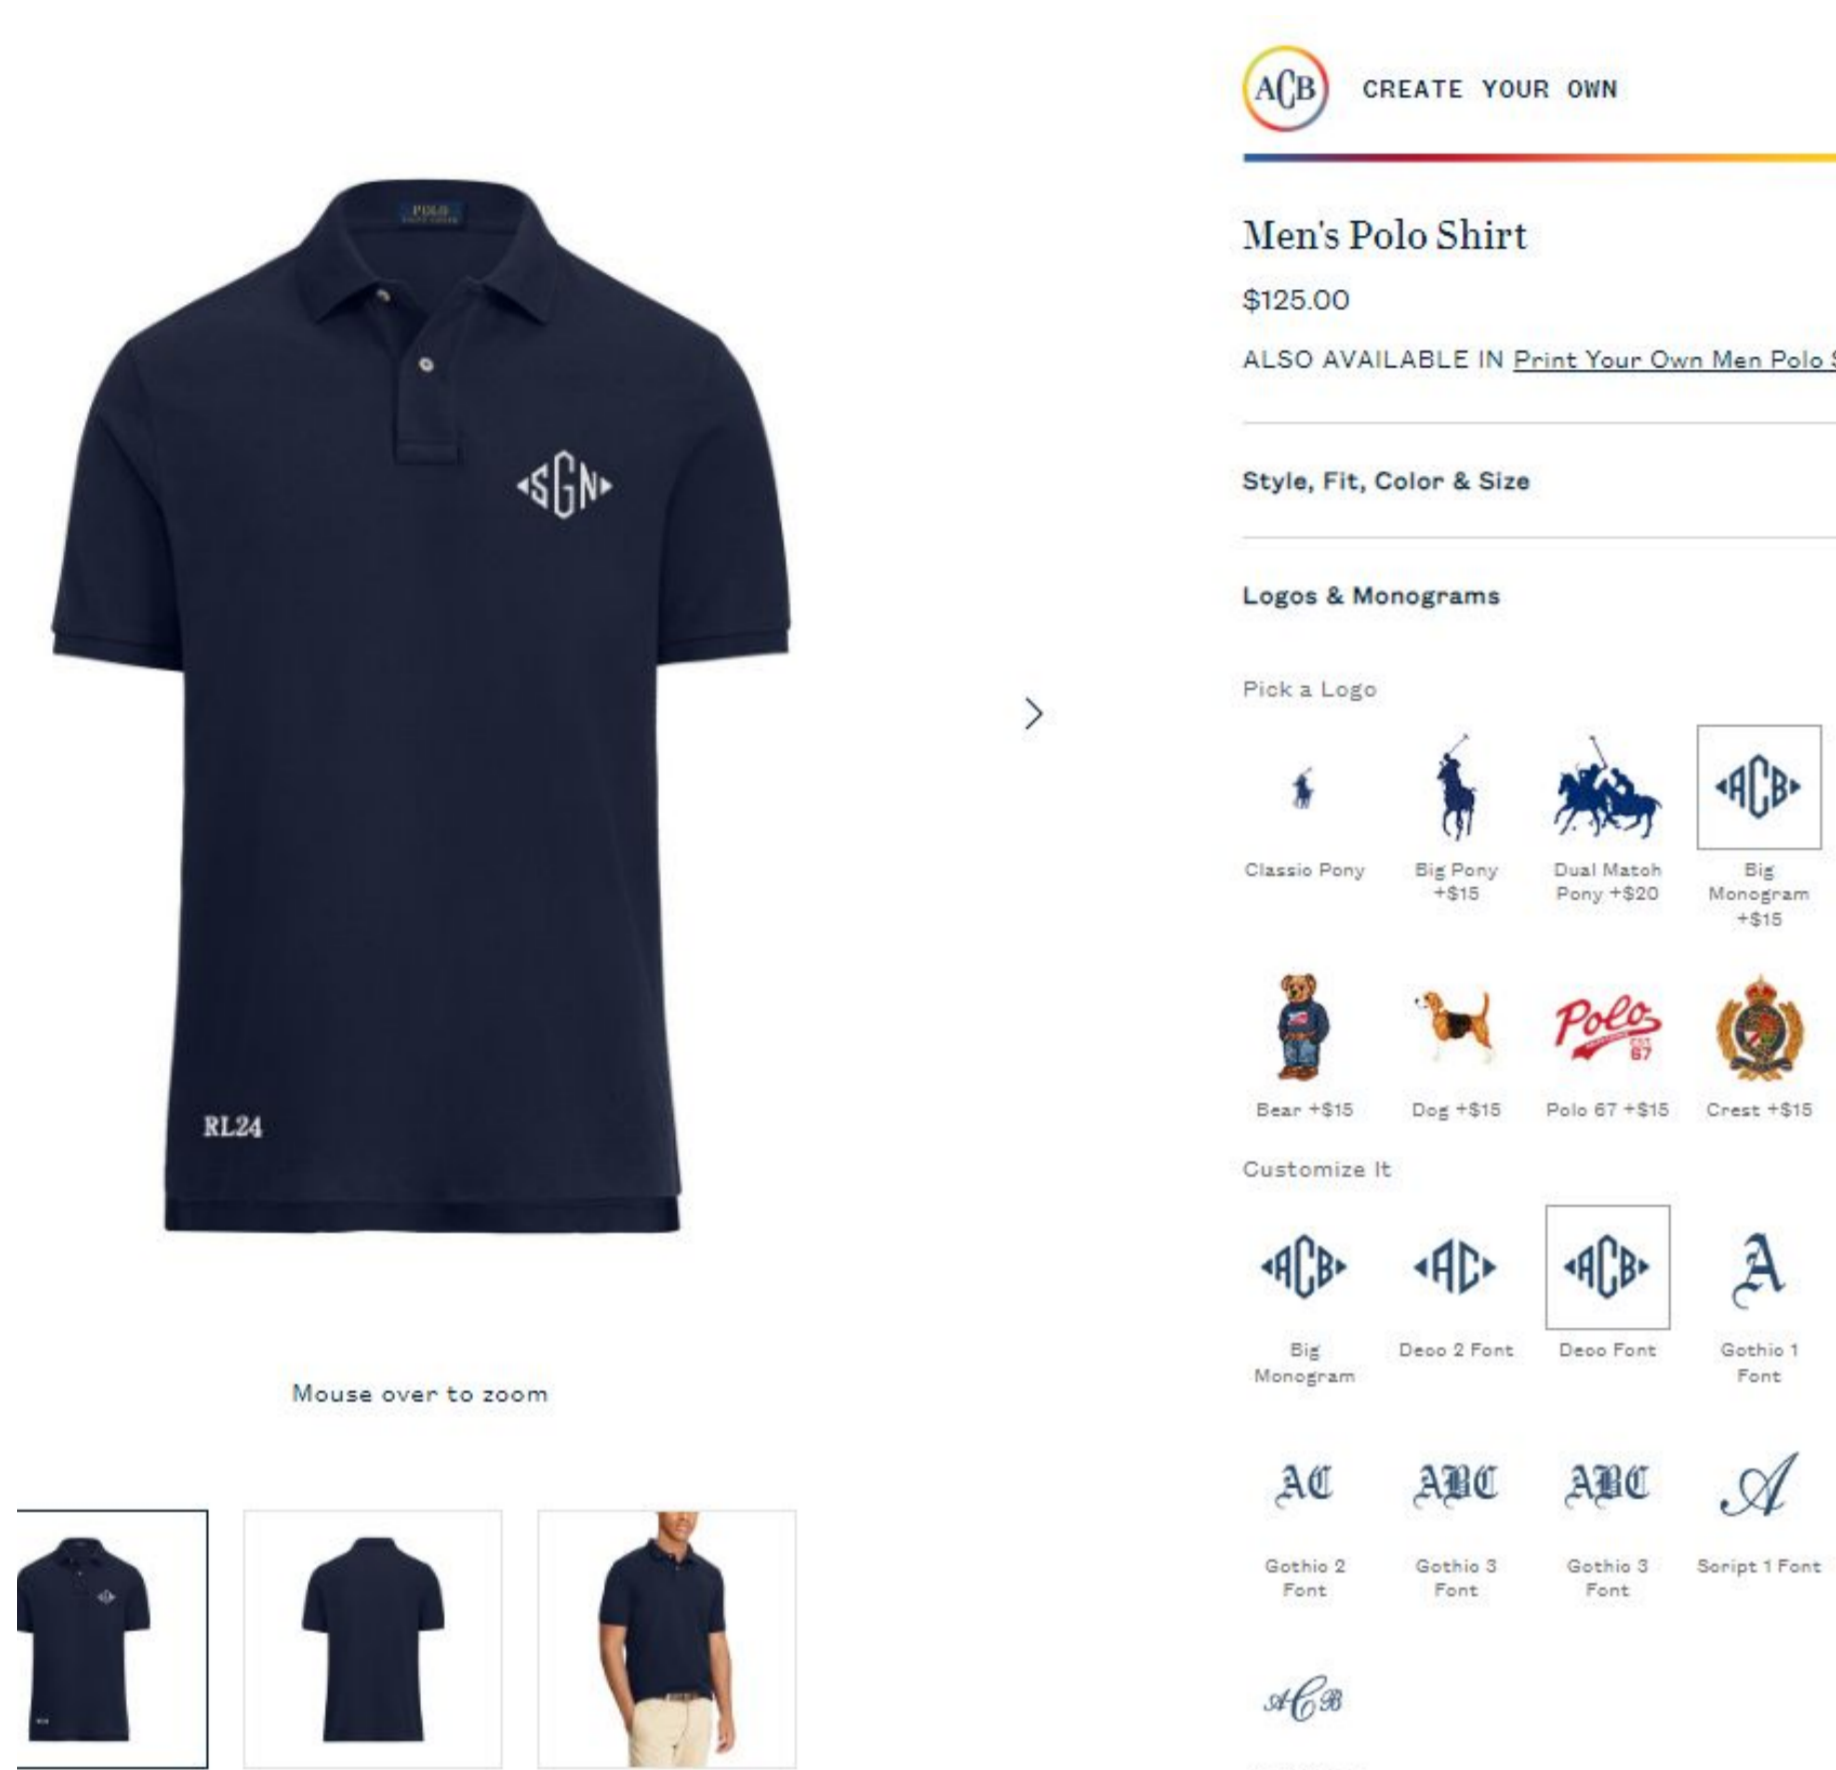 POLO
SGN
RL24
Mouse over to zoom
ACB CREATE YOUR OWN
Men's Polo Shirt
$125.00
ALSO AVAILABLE IN Print Your Own Men Polo
Style, Fit, Color & Size
Logos & Monograms
Pick a Logo
ACB
Classic Pony
Big Pony
+$15
Dual Match
Pony +$20
Big
Monogram
+$15
Polo
EST
67
Bear +$15
Dog +$15
Polo 67 +$15
Crest +$15
Customize It
ACB
AC
ACB
A
Big
Monogram
Deco 2 Font
Deco Font
Gothic 1
Font
AC
ABC
ABC
A
Gothic 2
Font
Gothic 3
Font
Gothic 3
Font
Script 1 Font
ACB